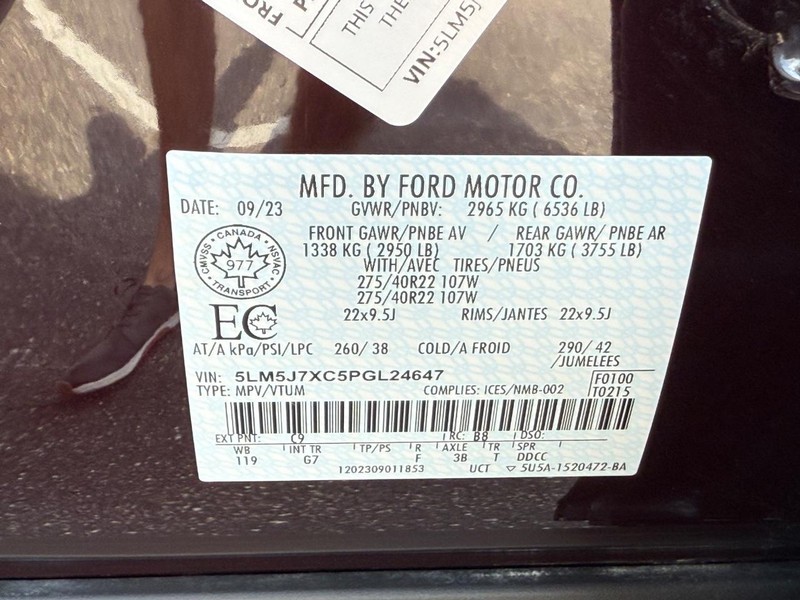 FRO
P
THIS
THE
VIN:5LM5J
MFD. BY FORD MOTOR CO.
DATE: 09/23 GVWR/PNBV: 2965 KG ( 6536 LB)
FRONT GAWR/PNBE AV / REAR GAWR/ PNBE AR
1338 KG ( 2950 LB) 1703 KG ( 3755 LB)
WITH/AVEC TIRES/PNEUS
275/40R22 107W
275/40R22 107W
22x9.5J RIMS/JANTES 22x9.5J
CMVSS · CANADA · NSVAC
977
· TRANSPORT ·
EC
AT/A kPa/PSI/LPC 260/ 38 COLD/A FROID 290/ 42
/JUMELEES
VIN: 5LM5J7XC5PGL24647 F0100
TYPE: MPV/VTUM COMPLIES: ICES/NMB-002 T0215
EXT PNT: C9 RC: B8 DSO:
WB INT TR TP/PS R AXLE TR SPR
119 G7 F 3B T DDCC
1202309011853 UCT ▽ 5U5A-1520472-BA